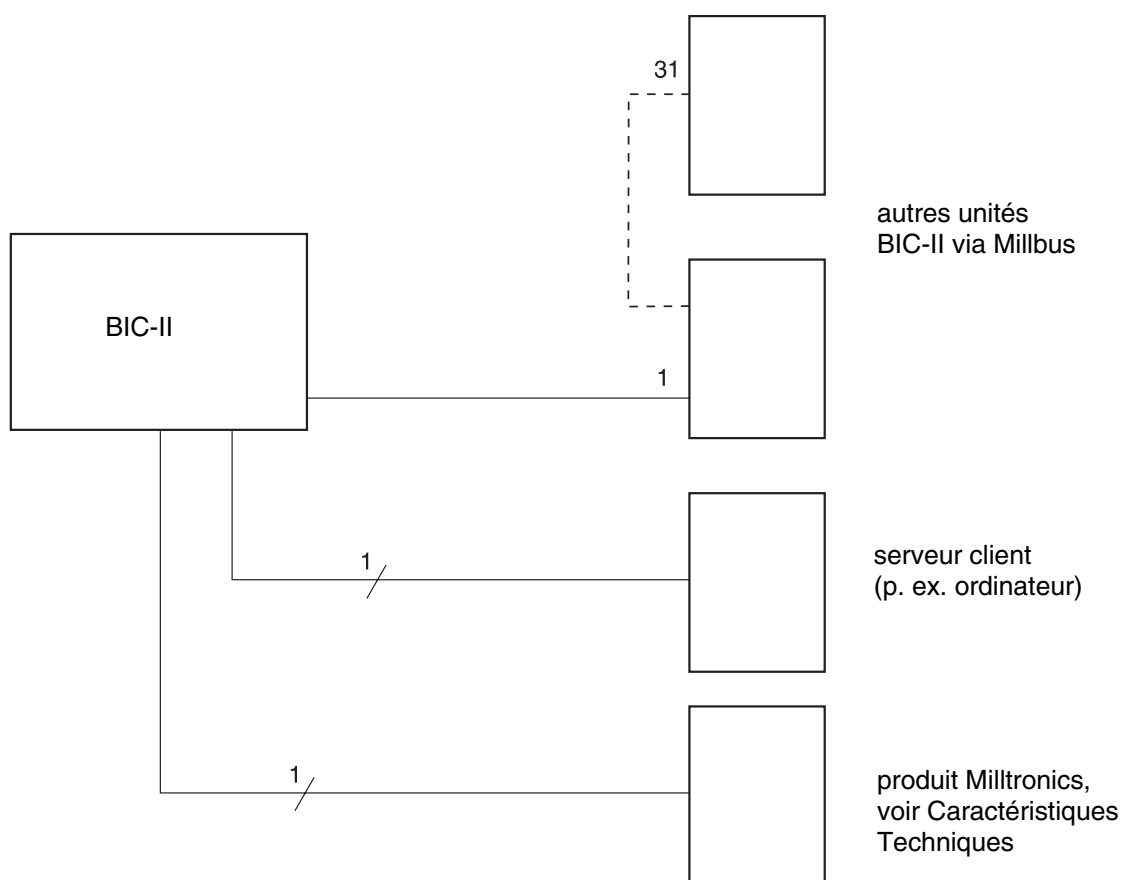 31
autres unités
BIC-II via Millbus
BIC-II
1
1
serveur client
(p. ex. ordinateur)
1
produit Milltronics,
voir Caractéristiques
Techniques